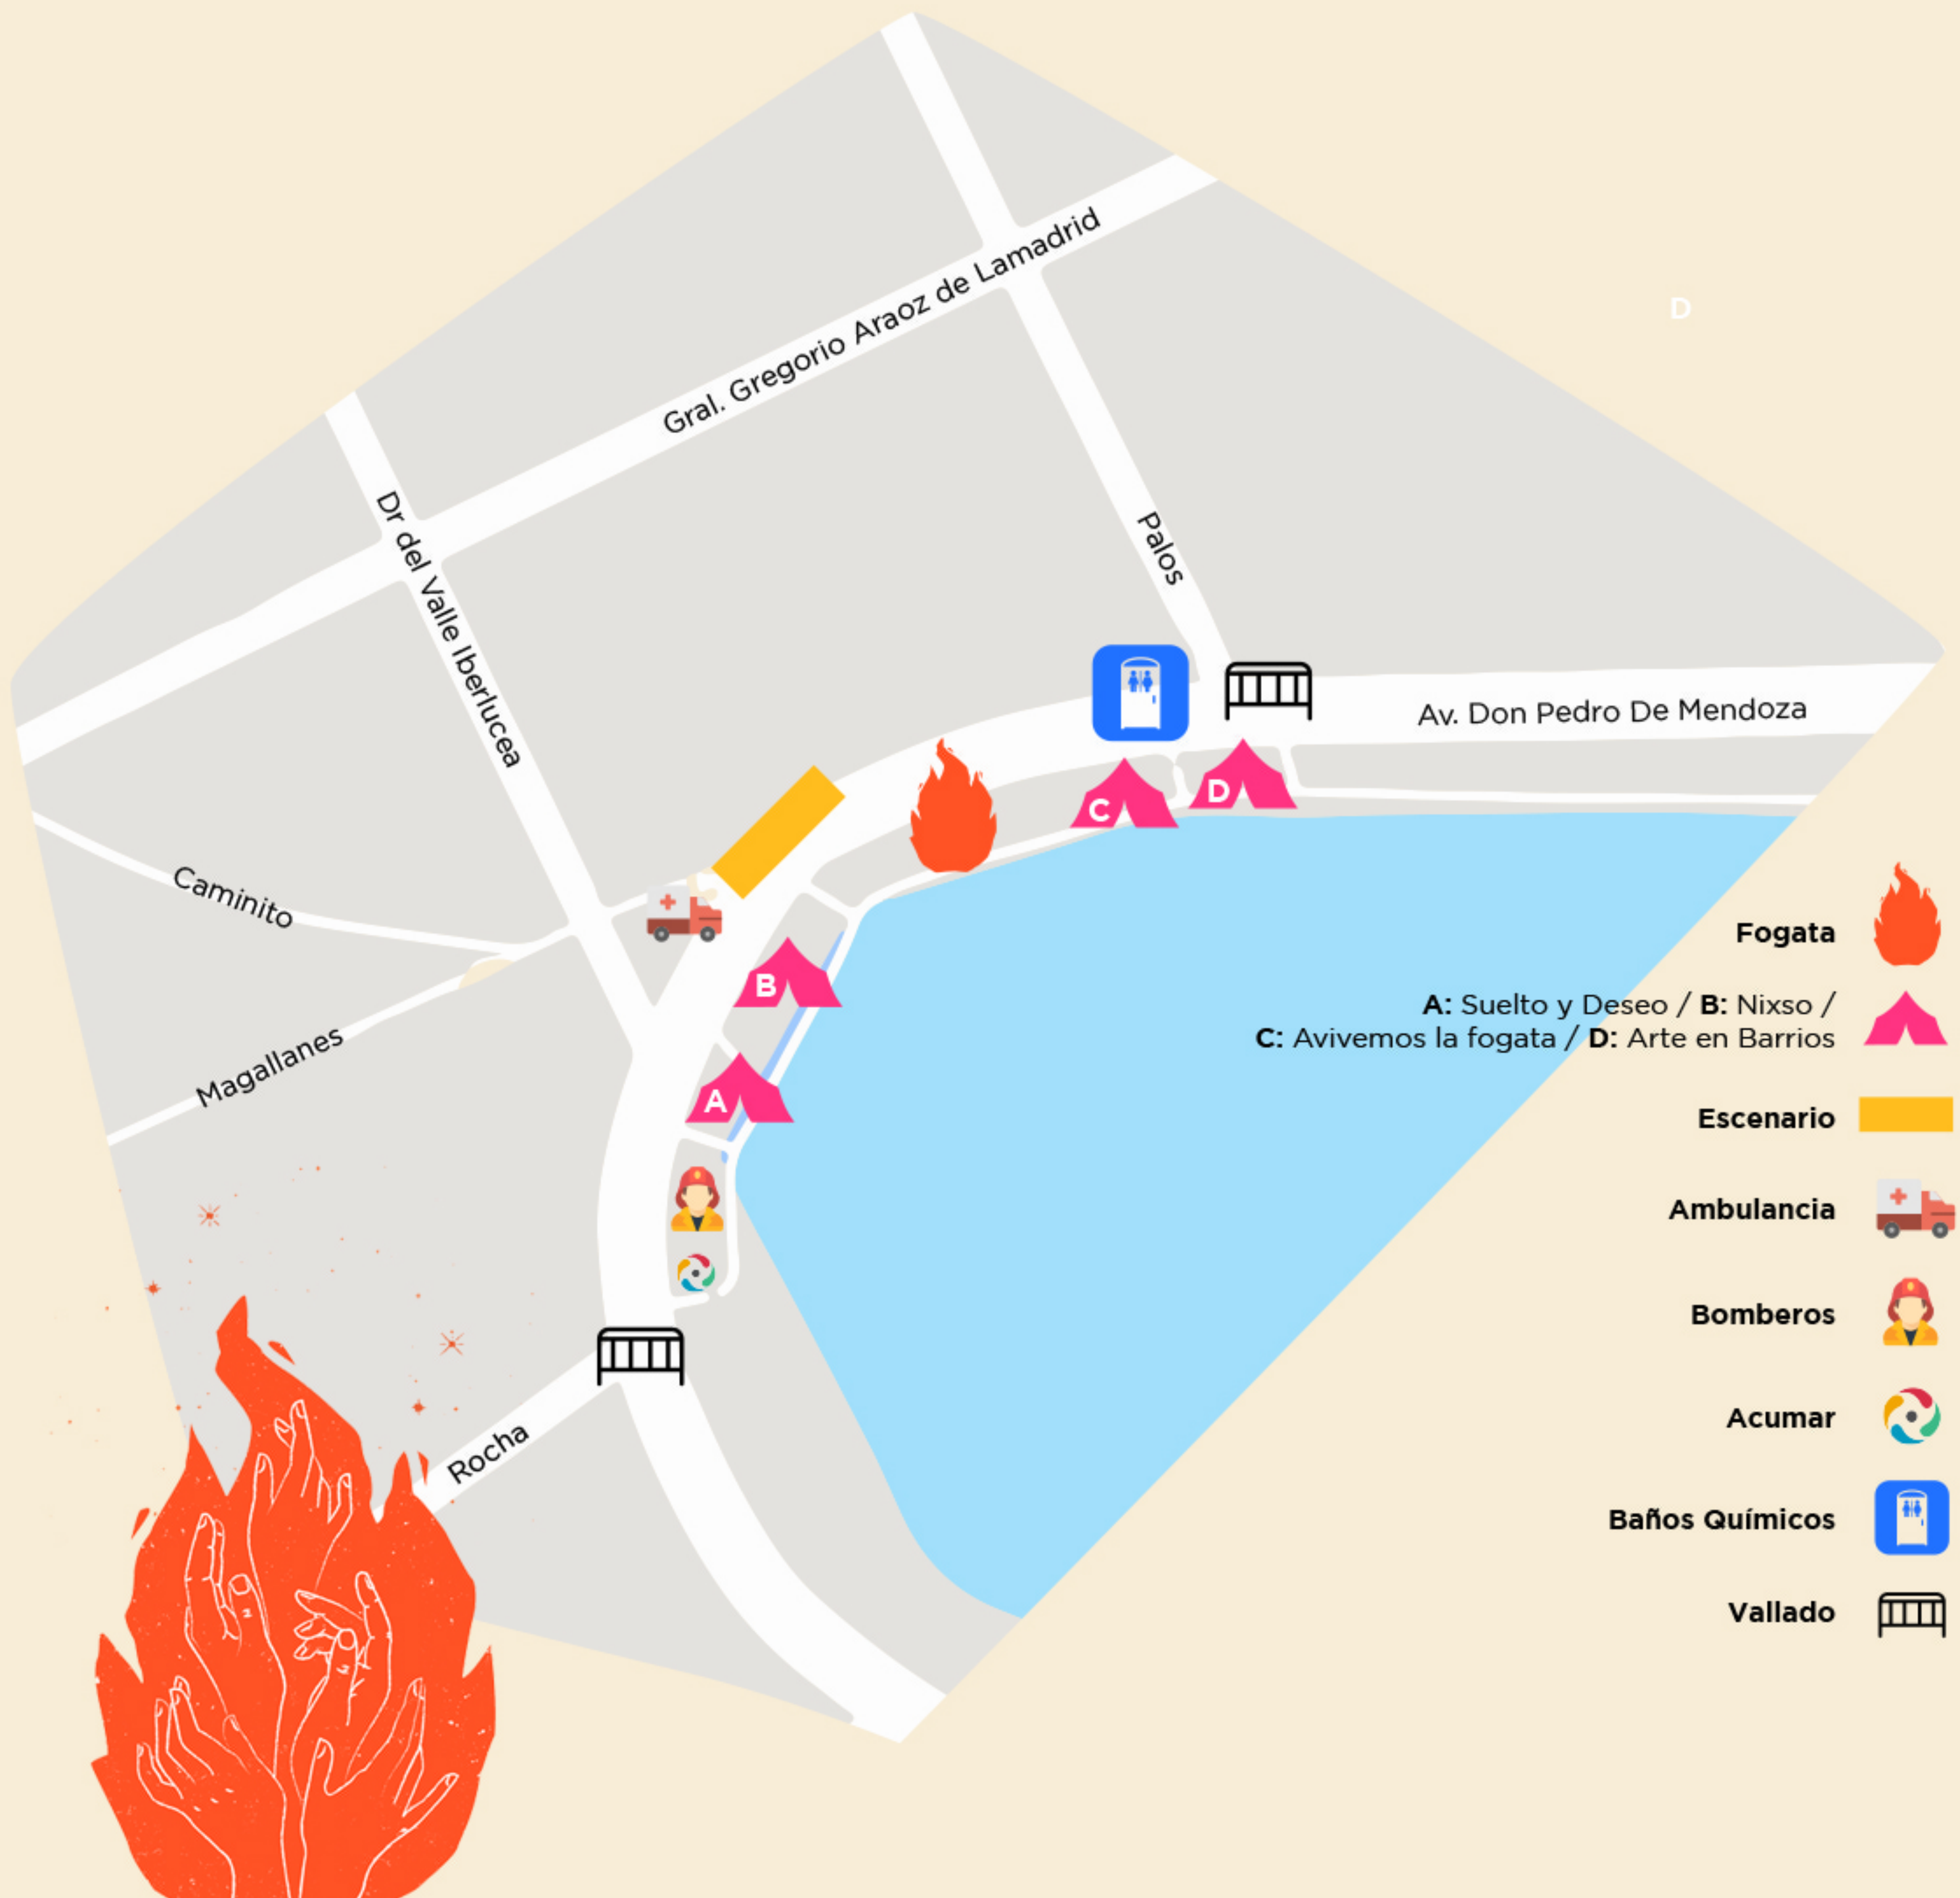 Gral. Gregorio Araoz de Lamadrid
D
Dr del Valle Iberlucea
Palos
Av. Don Pedro De Mendoza
C
D
Caminito
B
Magallanes
A
Rocha
Fogata
A: Suelto y Deseo / B: Nixso /
C: Avivemos la fogata / D: Arte en Barrios
Escenario
Ambulancia
Bomberos
Acumar
Baños Químicos
Vallado